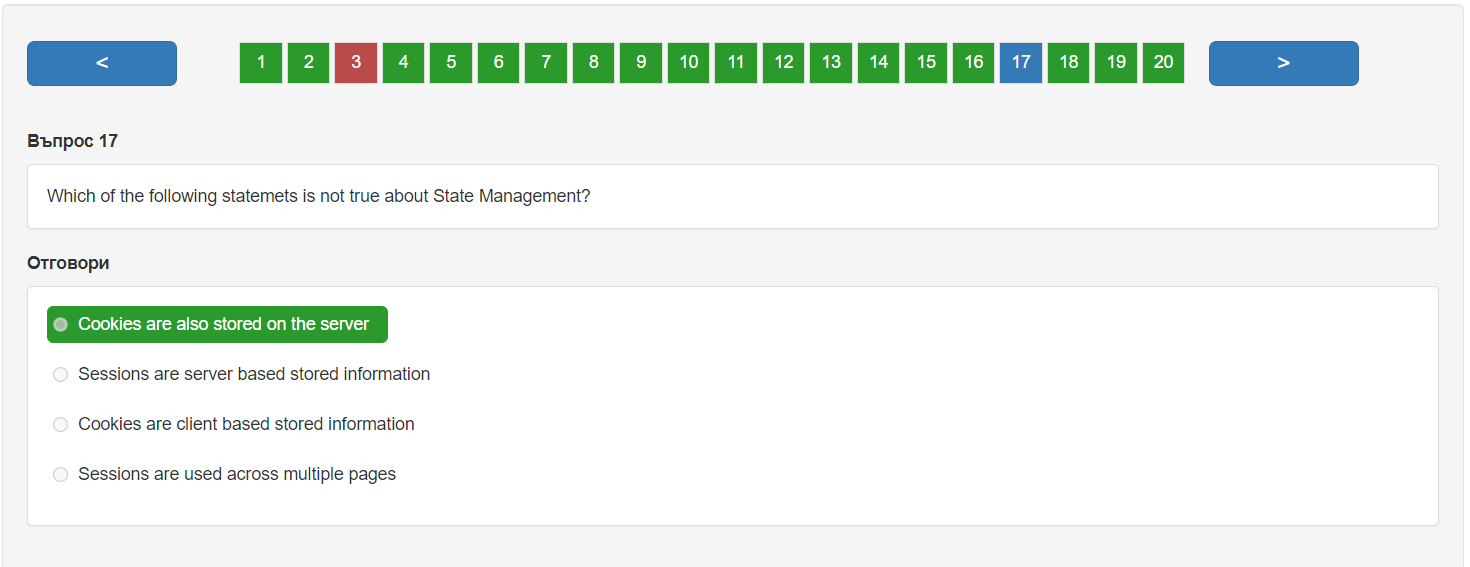 < 1 2 3 4 5 6 7 8 9 10 11 12 13 14 15 16 17 18 19 20 >
Въпрос 17
Which of the following statemets is not true about State Management?
Отговори
Cookies are also stored on the server
Sessions are server based stored information
Cookies are client based stored information
Sessions are used across multiple pages